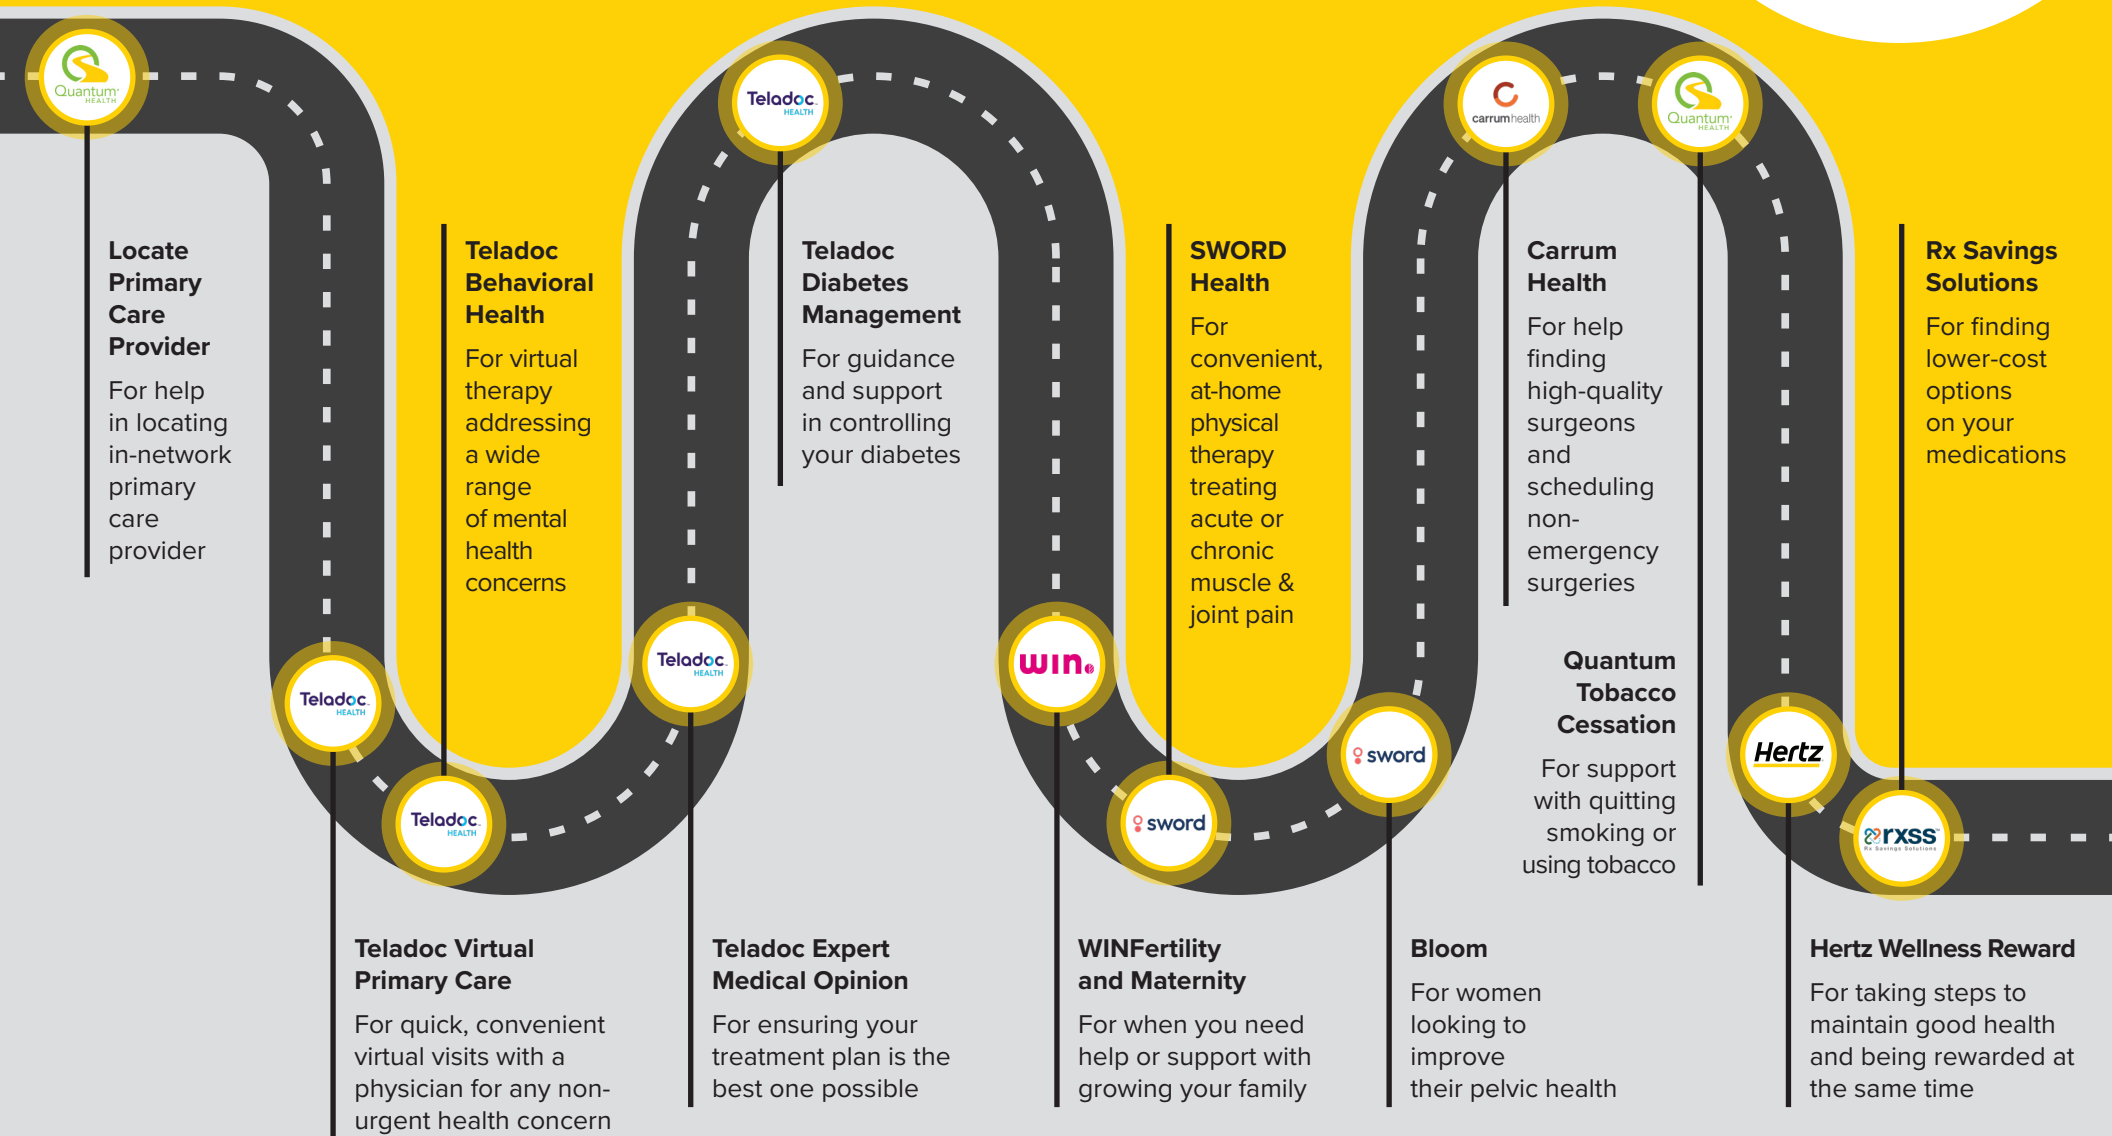 Quantum
HEALTH
Locate
Primary
Care
Provider
For help
in locating
in-network
primary
care
provider
Teladoc
HEALTH
Teladoc Virtual
Primary Care
For quick, convenient
virtual visits with a
physician for any non-
urgent health concern
Teladoc
HEALTH
Teladoc
Behavioral
Health
For virtual
therapy
addressing
a wide
range
of mental
health
concerns
Teladoc
HEALTH
Teladoc Expert
Medical Opinion
For ensuring your
treatment plan is the
best one possible
Teladoc
HEALTH
Teladoc
Diabetes
Management
For guidance
and support
in controlling
your diabetes
win.
WINFertility
and Maternity
For when you need
help or support with
growing your family
sword
SWORD
Health
For
convenient,
at-home
physical
therapy
treating
acute or
chronic
muscle &
joint pain
sword
Bloom
For women
looking to
improve
their pelvic health
carrum health
Carrum
Health
For help
finding
high-quality
surgeons
and
scheduling
non-
emergency
surgeries
Quantum
HEALTH
Quantum
Tobacco
Cessation
For support
with quitting
smoking or
using tobacco
Hertz
Hertz Wellness Reward
For taking steps to
maintain good health
and being rewarded at
the same time
rxss
Rx Savings Solutions
Rx Savings
Solutions
For finding
lower-cost
options
on your
medications